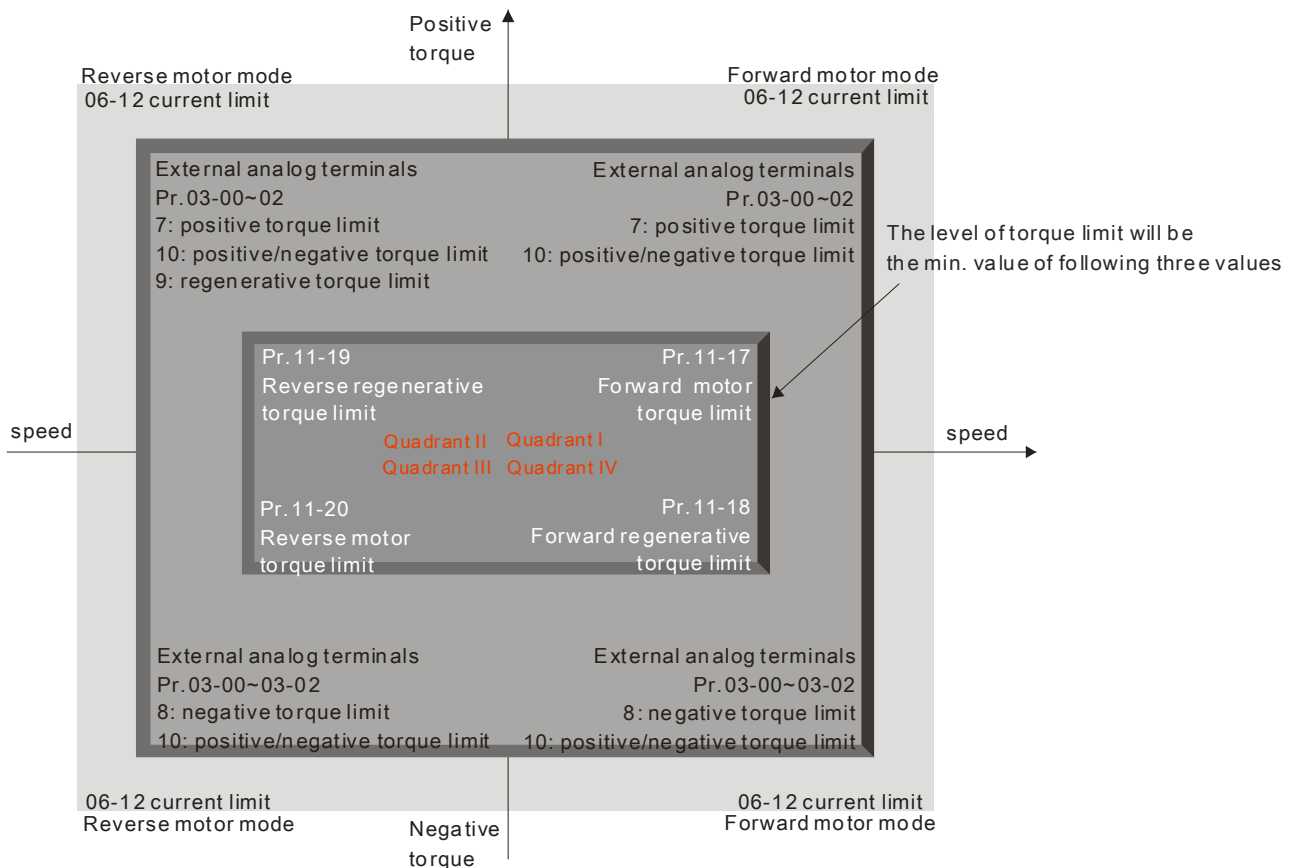 Positive
torque
Reverse motor mode
06-12 current limit
Forward motor mode
06-12 current limit
External analog terminals
Pr.03-00~02
7: positive torque limit
10: positive/negative torque limit
9: regenerative torque limit
External analog terminals
Pr.03-00~02
7: positive torque limit
10: positive/negative torque limit
The level of torque limit will be
the min. value of following three values
Pr.11-19
Reverse regenerative
torque limit
Pr.11-17
Forward motor
torque limit
speed
Quadrant II
Quadrant I
Quadrant III
Quadrant IV
speed
Pr.11-20
Reverse motor
torque limit
Pr.11-18
Forward regenerative
torque limit
External analog terminals
Pr.03-00~03-02
8: negative torque limit
10: positive/negative torque limit
External analog terminals
Pr.03-00~03-02
8: negative torque limit
10: positive/negative torque limit
06-12 current limit
Reverse motor mode
06-12 current limit
Forward motor mode
Negative
torque